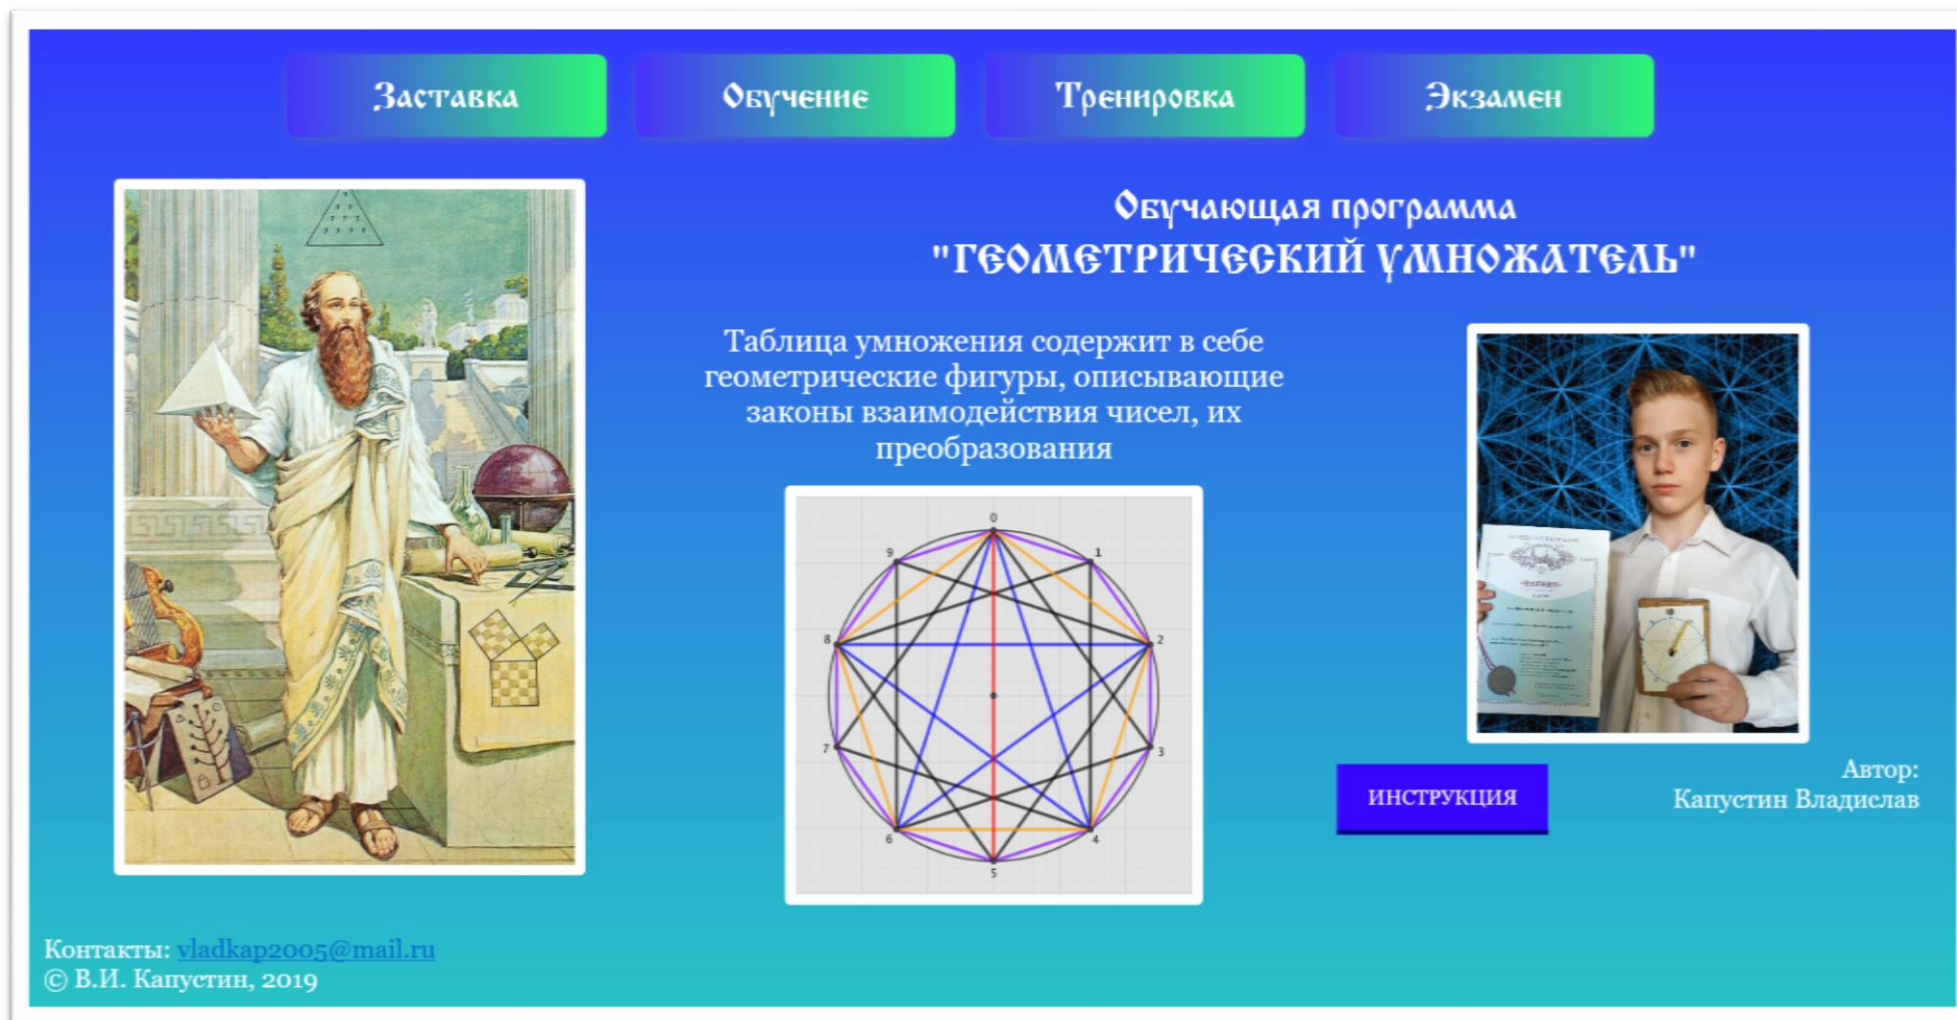 Заставка
Обучение
Тренировка
Экзамен
Обучающая программа
"ГЕОМЕТРИЧЕСКИЙ УМНОЖАТЕЛЬ"
Таблица умножения содержит в себе
геометрические фигуры, описывающие
законы взаимодействия чисел, их
преобразования
0
1
2
3
4
5
6
7
8
9
ИНСТРУКЦИЯ
Автор:
Капустин Владислав
Контакты: vladkap2005@mail.ru
© В.И. Капустин, 2019